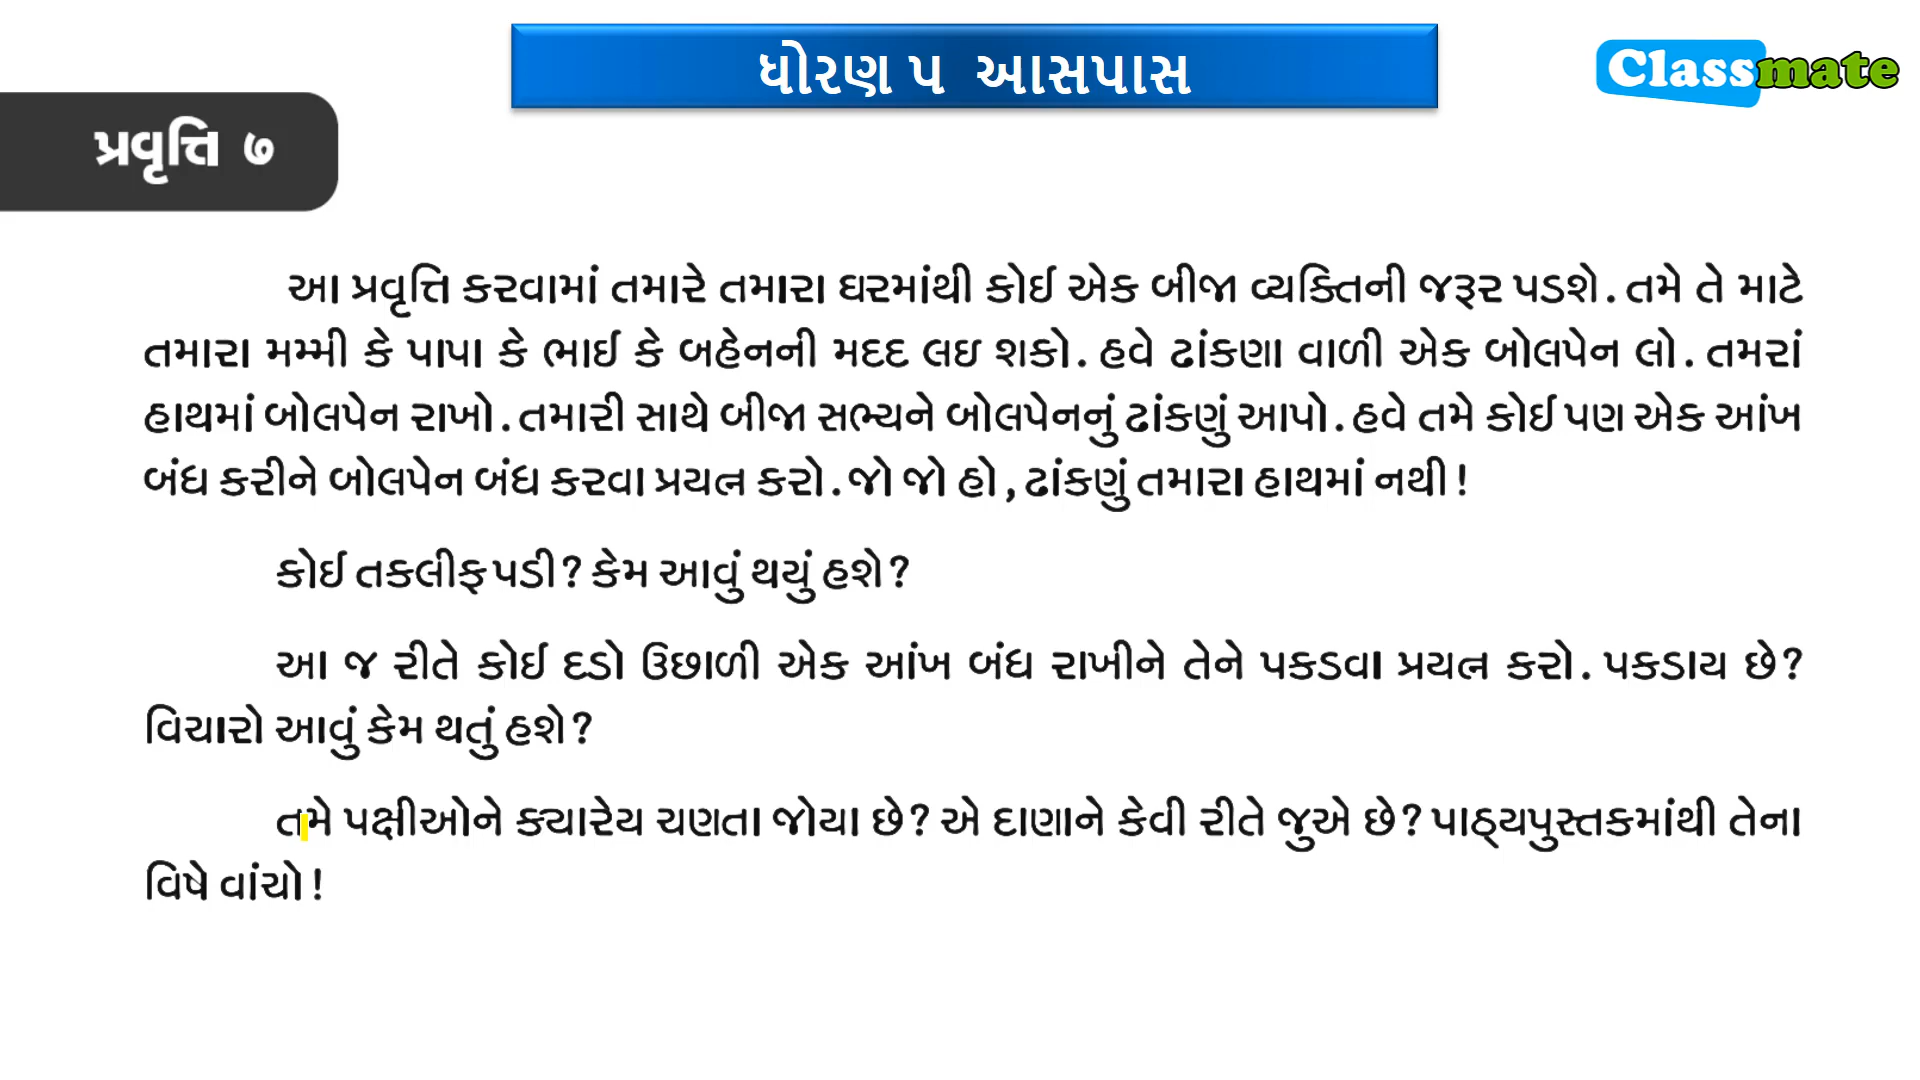 ધોરણ ૫ આસપાસ
Classmate
પ્રવૃત્તિ ૭
આ પ્રવૃત્તિ કરવામાં તમારે તમારા ઘરમાંથી કોઈ એક બીજા વ્યક્તિની જરૂર પડશે. તમે તે માટે
તમારા મમ્મી કે પાપા કે ભાઈ કે બહેનની મદદ લઇ શકો. હવે ઢાંકણા વાળી એક બોલપેન લો. તમરાં
હાથમાં બોલપેન રાખો. તમારી સાથે બીજા સભ્યને બોલપેનનું ઢાંકણું આપો. હવે તમે કોઈ પણ એક આંખ
બંધ કરીને બોલપેન બંધ કરવા પ્રયત્ન કરો. જો જો હો, ઢાંકણું તમારા હાથમાં નથી!
કોઈ તકલીફ પડી? કેમ આવું થયું હશે?
આ જ રીતે કોઈ દડો ઉછાળી એક આંખ બંધ રાખીને તેને પકડવા પ્રયત્ન કરો. પકડાય છે?
વિચારો આવું કેમ થતું હશે?
તમે પક્ષીઓને ક્યારેય ચણતા જોયા છે? એ દાણાને કેવી રીતે જુએ છે? પાઠ્યપુસ્તકમાંથી તેના
વિષે વાંચો!